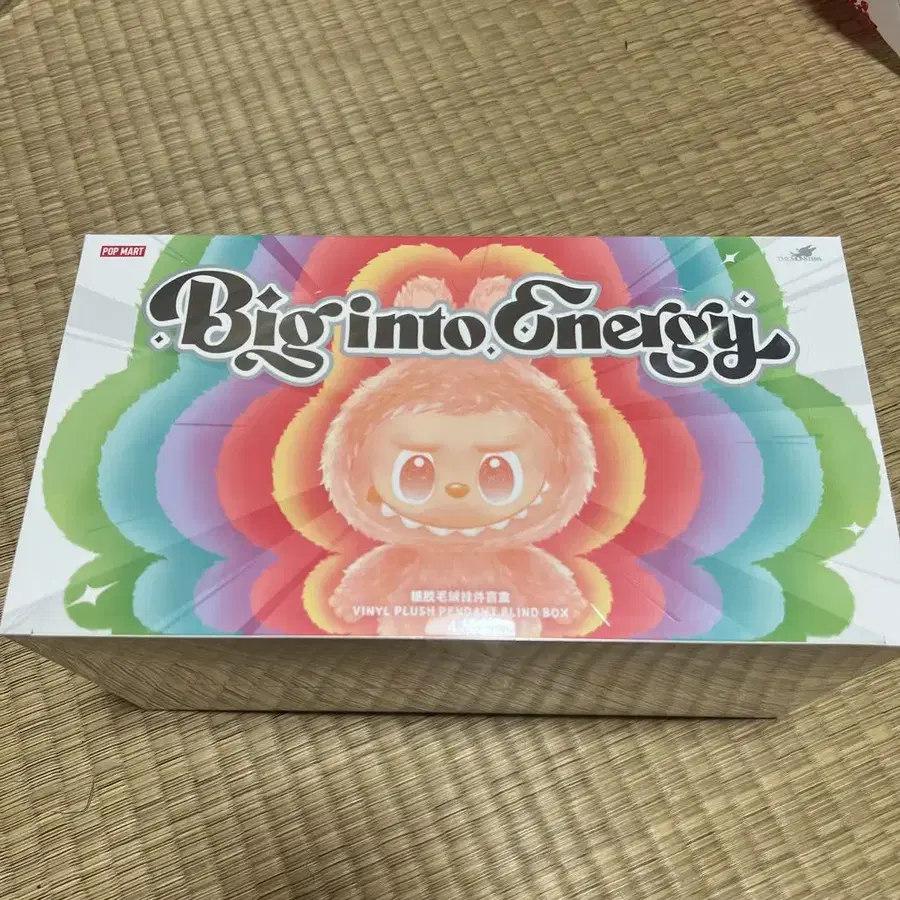 POP MART
THE MONSTERS
Big into Energy
搪胶毛绒挂件盲盒
VINYL PLUSH PENDANT BLIND BOX